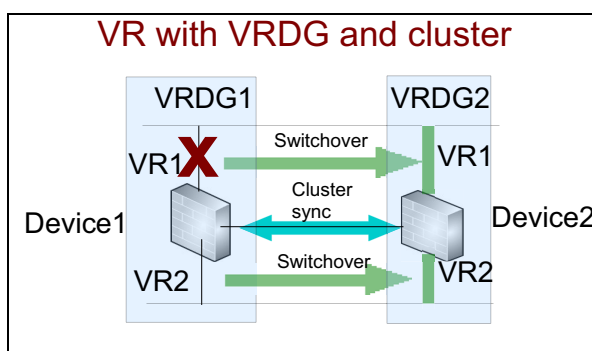 VR with VRDG and cluster
VRDG1 VRDG2
Switchover
VR1 X VR1
Cluster
sync
Device1 Device2
Switchover
VR2 VR2